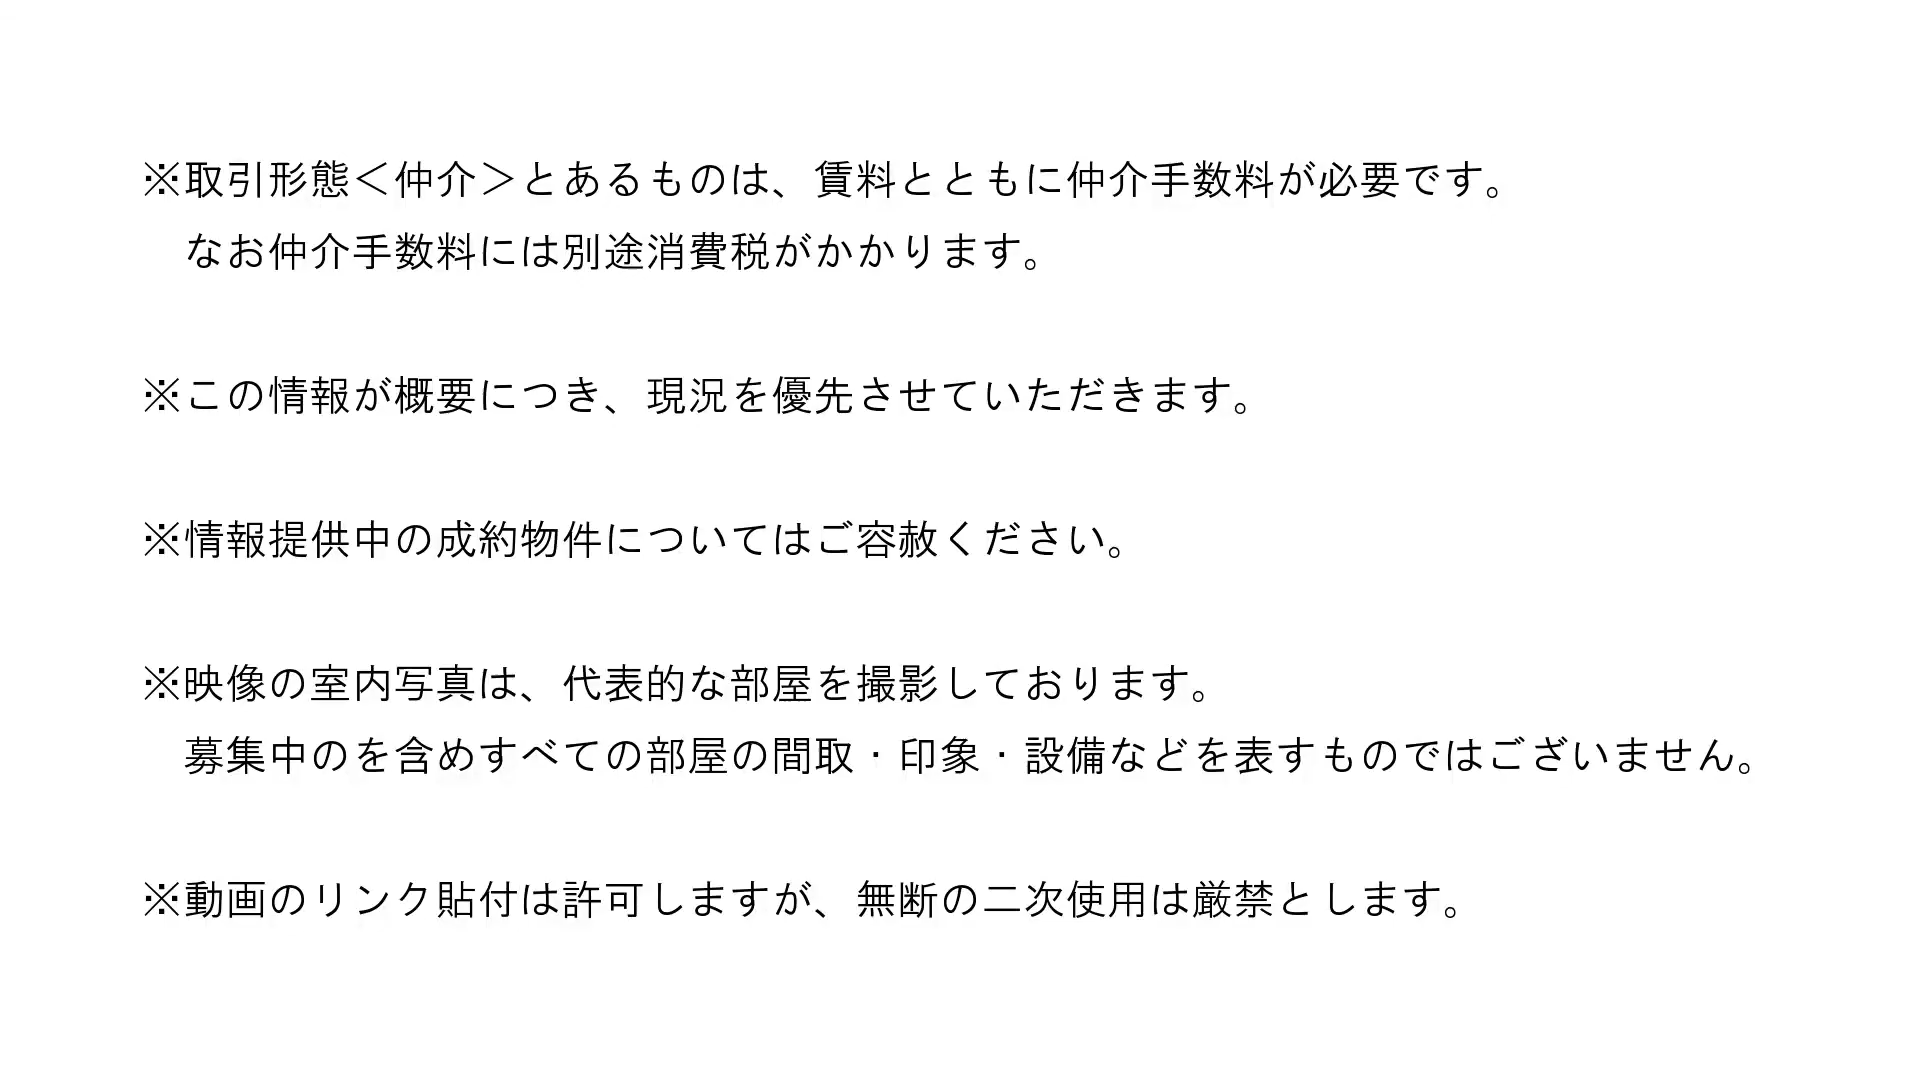 ※取引形態＜仲介＞とあるものは、賃料とともに仲介手数料が必要です。
なお仲介手数料には別途消費税がかかります。
※この情報が概要につき、現況を優先させていただきます。
※情報提供中の成約物件についてはご容赦ください。
※映像の室内写真は、代表的な部屋を撮影しております。
募集中のを含めすべての部屋の間取・印象・設備などを表すものではございません。
※動画のリンク貼付は許可しますが、無断の二次使用は厳禁とします。